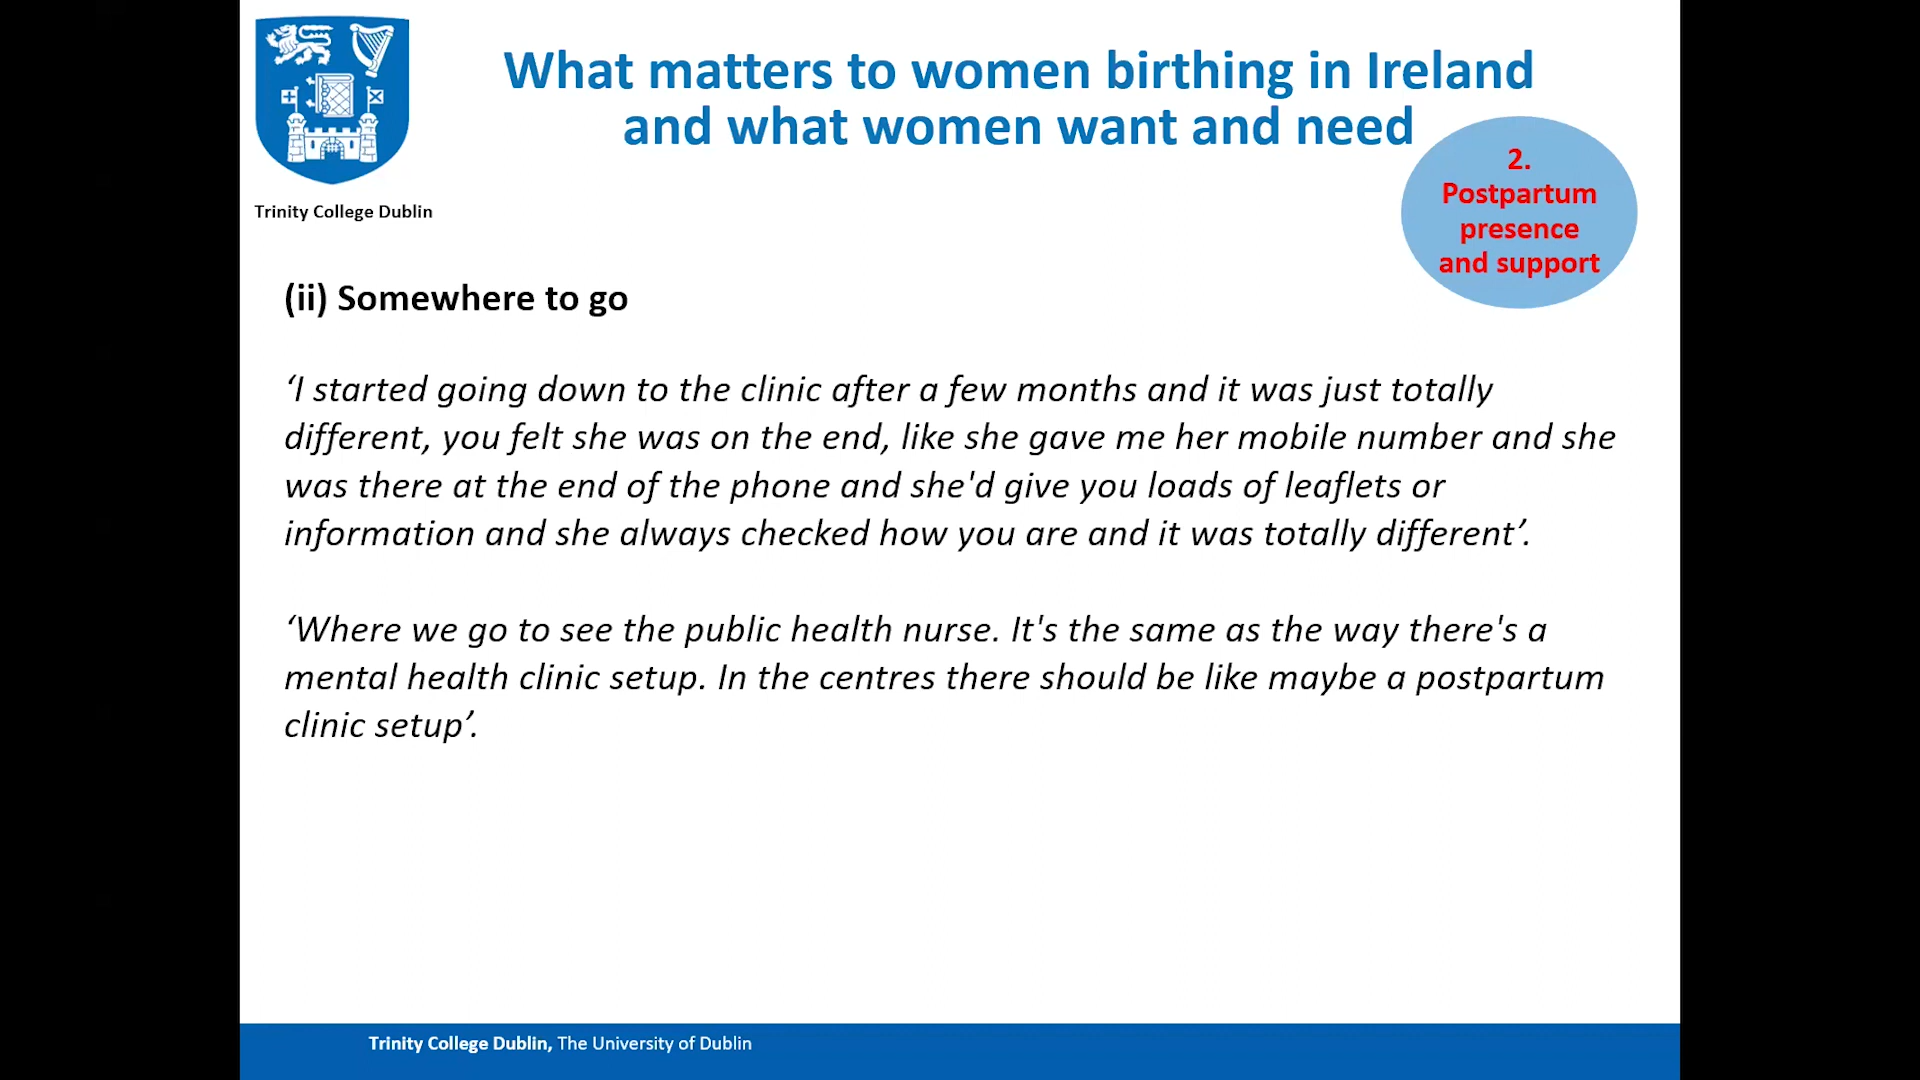 What matters to women birthing in Ireland
and what women want and need
2.
Postpartum
presence
and support
Trinity College Dublin
(ii) Somewhere to go
‘I started going down to the clinic after a few months and it was just totally
different, you felt she was on the end, like she gave me her mobile number and she
was there at the end of the phone and she'd give you loads of leaflets or
information and she always checked how you are and it was totally different’.
‘Where we go to see the public health nurse. It's the same as the way there's a
mental health clinic setup. In the centres there should be like maybe a postpartum
clinic setup’.
Trinity College Dublin, The University of Dublin